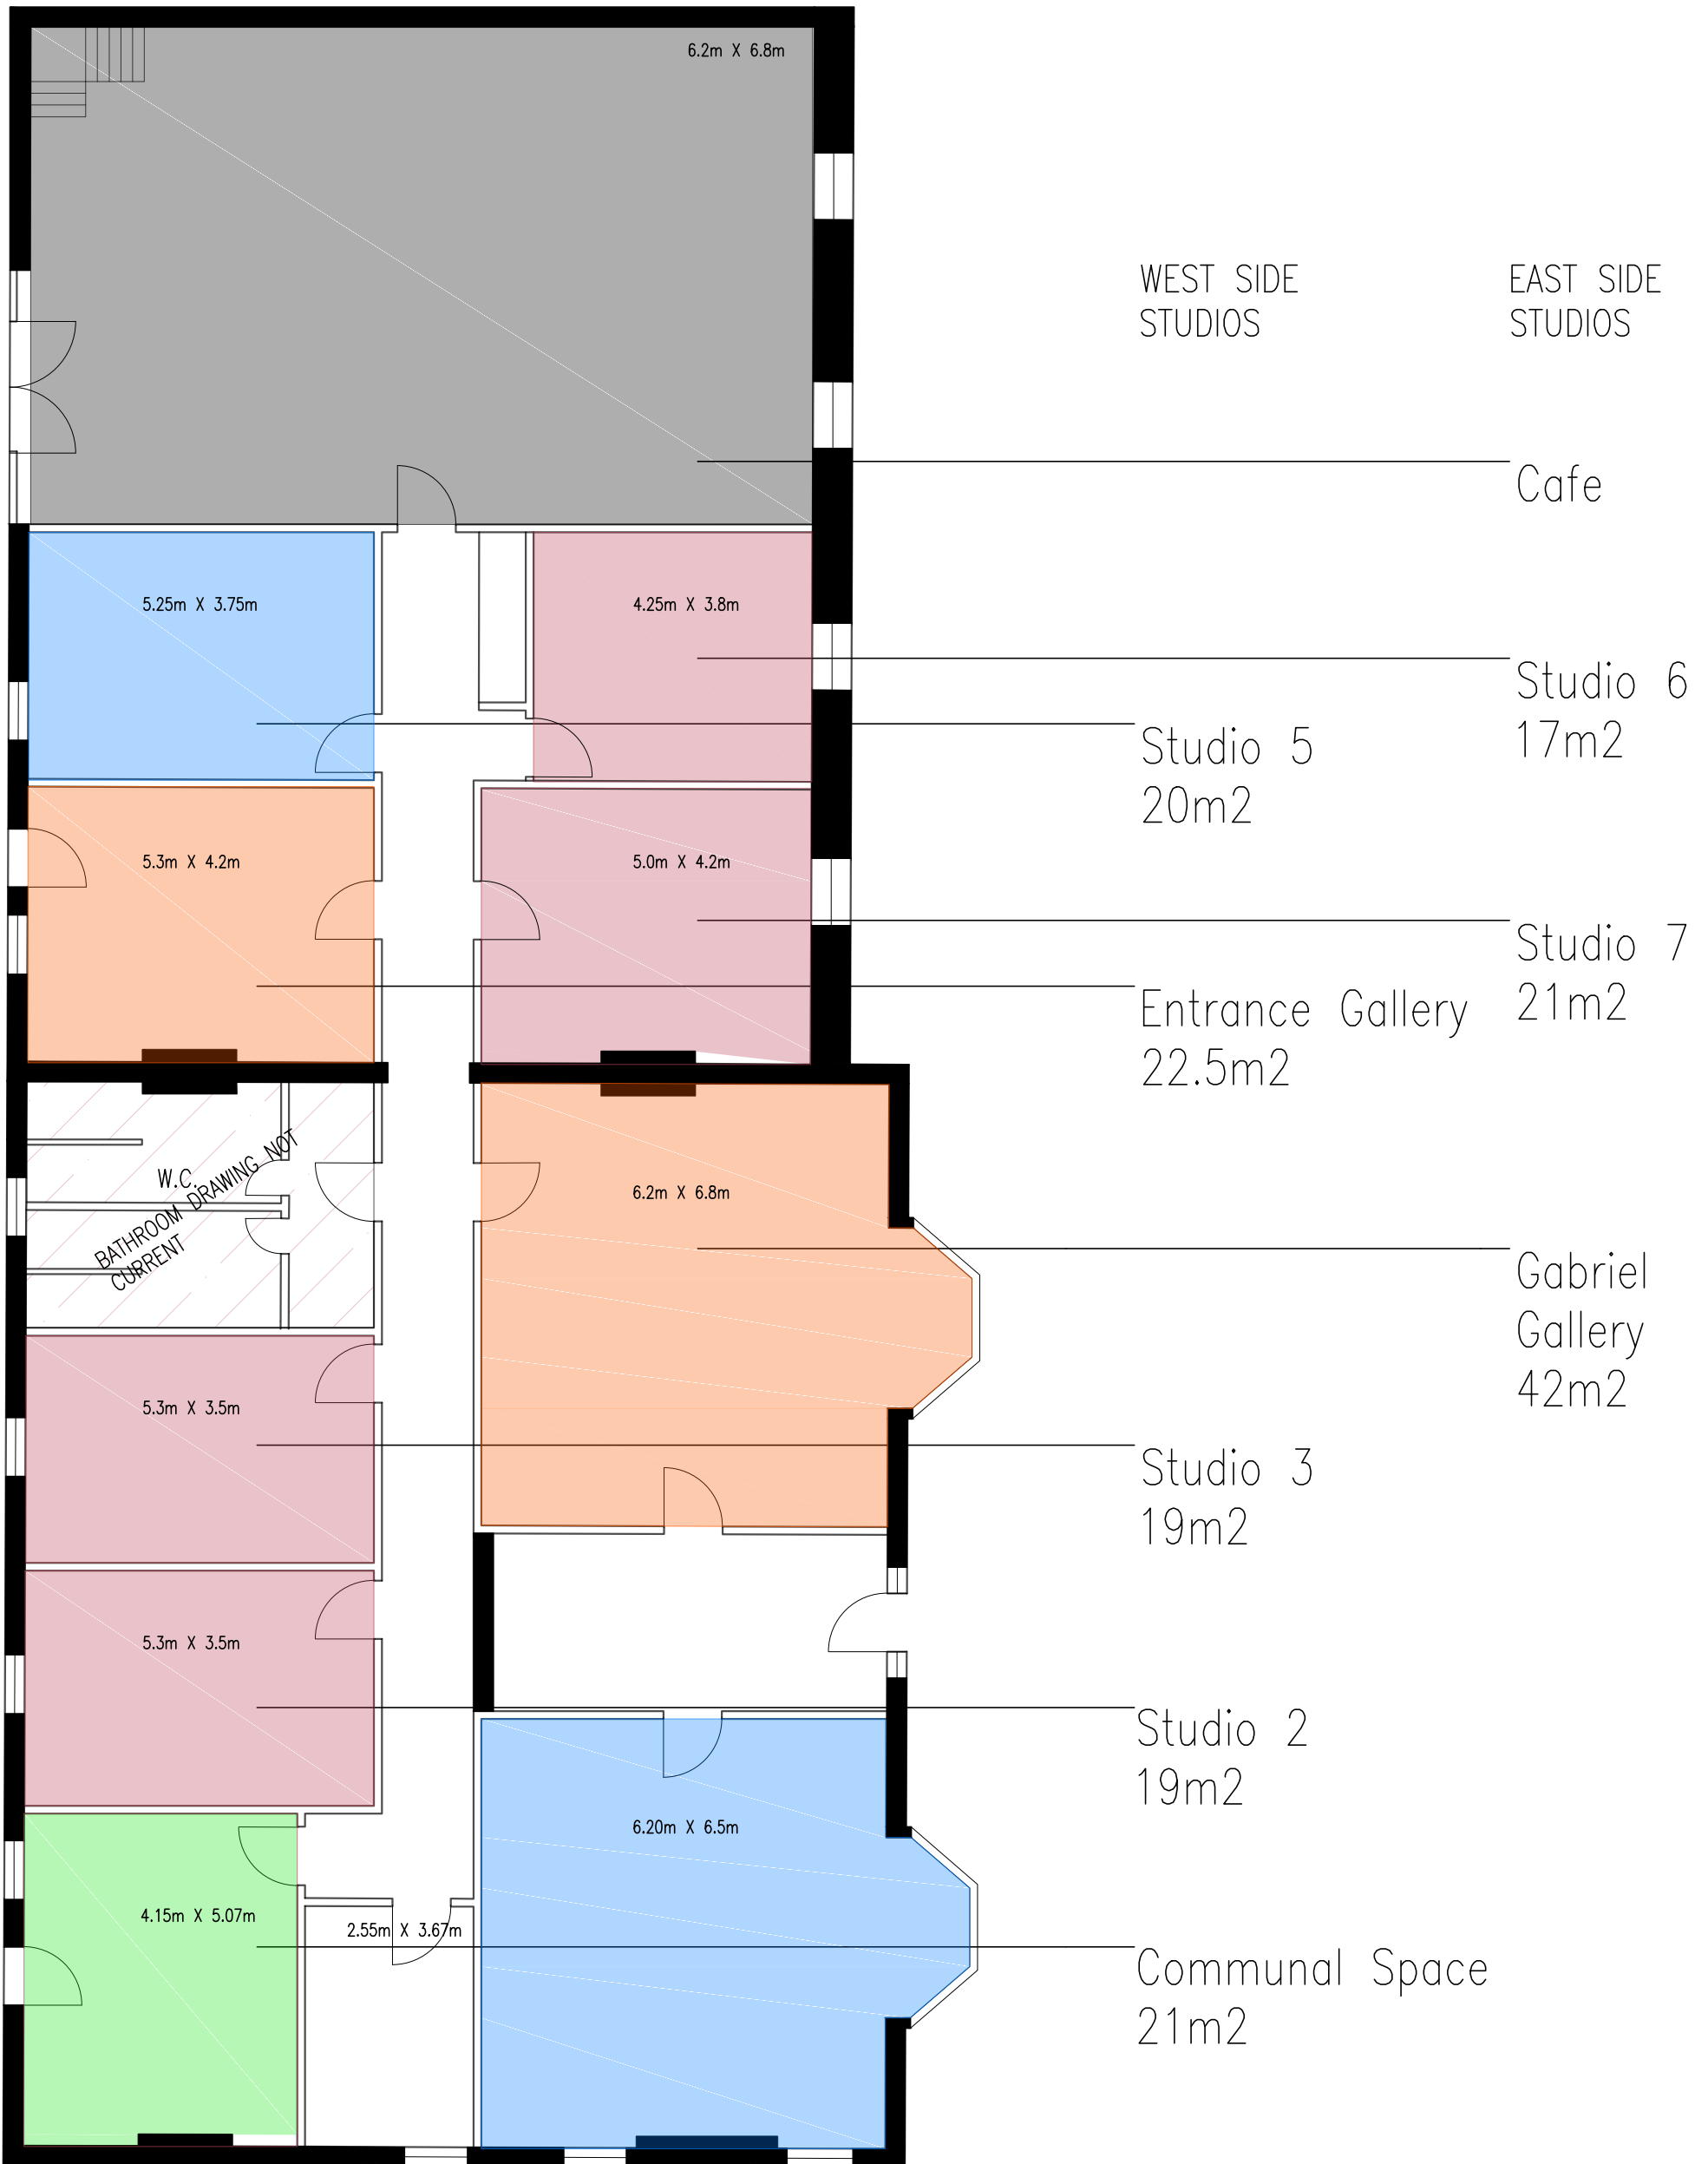 6.2m X 6.8m
WEST SIDE
STUDIOS
EAST SIDE
STUDIOS
Cafe
5.25m X 3.75m
4.25m X 3.8m
Studio 6
17m2
Studio 5
20m2
5.3m X 4.2m
5.0m X 4.2m
Studio 7
21m2
Entrance Gallery
22.5m2
W.C.
BATHROOM DRAWING NOT
CURRENT
6.2m X 6.8m
Gabriel
Gallery
42m2
5.3m X 3.5m
Studio 3
19m2
5.3m X 3.5m
Studio 2
19m2
6.20m X 6.5m
4.15m X 5.07m
2.55m X 3.67m
Communal Space
21m2